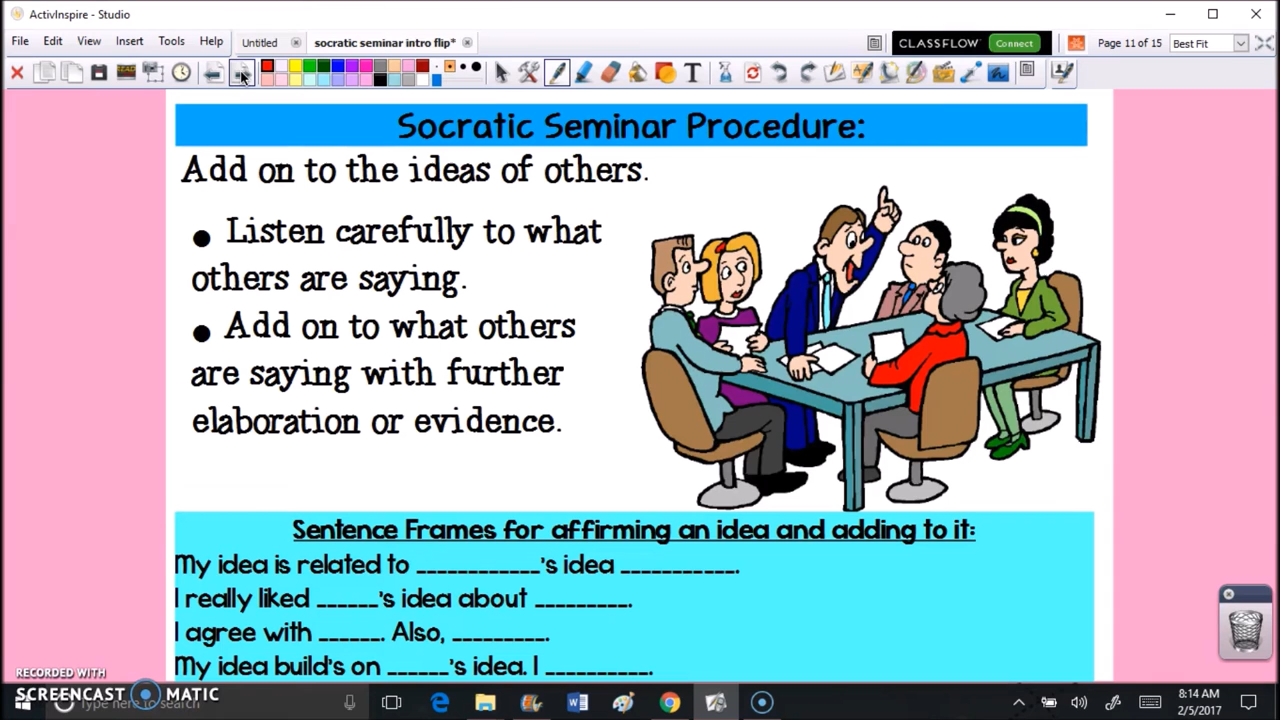 ActivInspire - Studio
File Edit View Insert Tools Help Untitled socratic seminar intro flip* CLASSFLOW Connect Page 11 of 15 Best Fit
Socratic Seminar Procedure:
Add on to the ideas of others.
• Listen carefully to what
others are saying.
• Add on to what others
are saying with further
elaboration or evidence.
Sentence Frames for affirming an idea and adding to it:
My idea is related to ____________'s idea ___________.
I really liked ______'s idea about _________.
I agree with ______. Also, _________.
My idea build's on ______'s idea. I __________.
RECORDED WITH
SCREENCAST MATIC
Type here to search
8:14 AM
2/5/2017